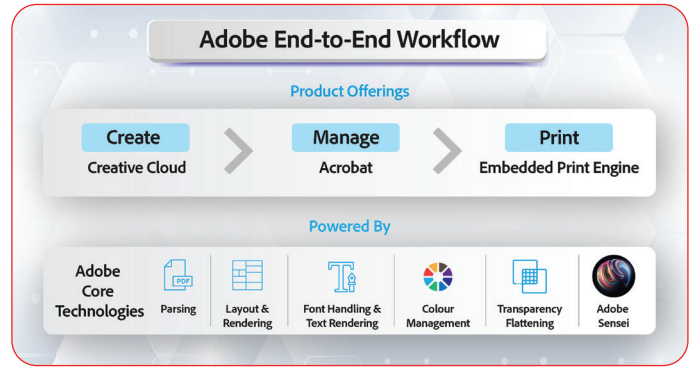 Adobe End-to-End Workflow
Product Offerings
Create
Creative Cloud
Manage
Acrobat
Print
Embedded Print Engine
Powered By
Adobe
Core
Technologies
PDF
Parsing
Layout &
Rendering
Font Handling &
Text Rendering
Colour
Management
Transparency
Flattening
Adobe
Sensei